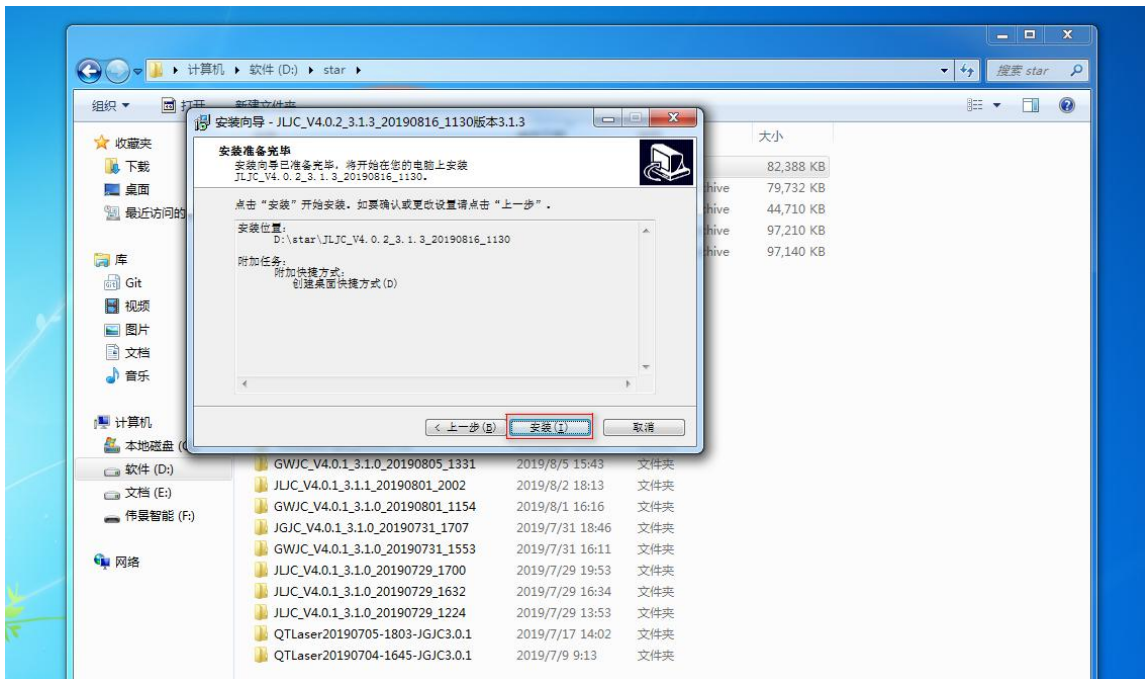 计算机 ▸ 软件 (D:) ▸ star ▸
搜索 star
组织
打开
新建文件夹
大小
收藏夹
下载
桌面
最近访问的
库
Git
视频
图片
文档
音乐
计算机
本地磁盘 (
软件 (D:)
文档 (E:)
伟景智能 (F:)
网络
82,388 KB
hive 79,732 KB
hive 44,710 KB
hive 97,210 KB
hive 97,140 KB
安装向导 - JLJC_V4.0.2_3.1.3_20190816_1130版本3.1.3
安装准备完毕
安装向导已准备完毕。将开始在您的电脑上安装
JLJC_V4.0.2_3.1.3_20190816_1130。
点击“安装”开始安装。如要确认或更改设置请点击“上一步”。
安装位置:
D:\star\JLJC_V4.0.2_3.1.3_20190816_1130
附加任务:
附加快捷方式:
创建桌面快捷方式(D)
< 上一步(B) 安装(I) 取消
GWJC_V4.0.1_3.1.0_20190805_1331 2019/8/5 15:43 文件夹
JLJC_V4.0.1_3.1.1_20190801_2002 2019/8/2 18:13 文件夹
GWJC_V4.0.1_3.1.0_20190801_1154 2019/8/1 16:16 文件夹
JGJC_V4.0.1_3.1.0_20190731_1707 2019/7/31 18:46 文件夹
GWJC_V4.0.1_3.1.0_20190731_1553 2019/7/31 16:11 文件夹
JLJC_V4.0.1_3.1.0_20190729_1700 2019/7/29 19:53 文件夹
JLJC_V4.0.1_3.1.0_20190729_1632 2019/7/29 16:34 文件夹
JLJC_V4.0.1_3.1.0_20190729_1224 2019/7/29 13:53 文件夹
QTLaser20190705-1803-JGJC3.0.1 2019/7/17 14:02 文件夹
QTLaser20190704-1645-JGJC3.0.1 2019/7/9 9:13 文件夹